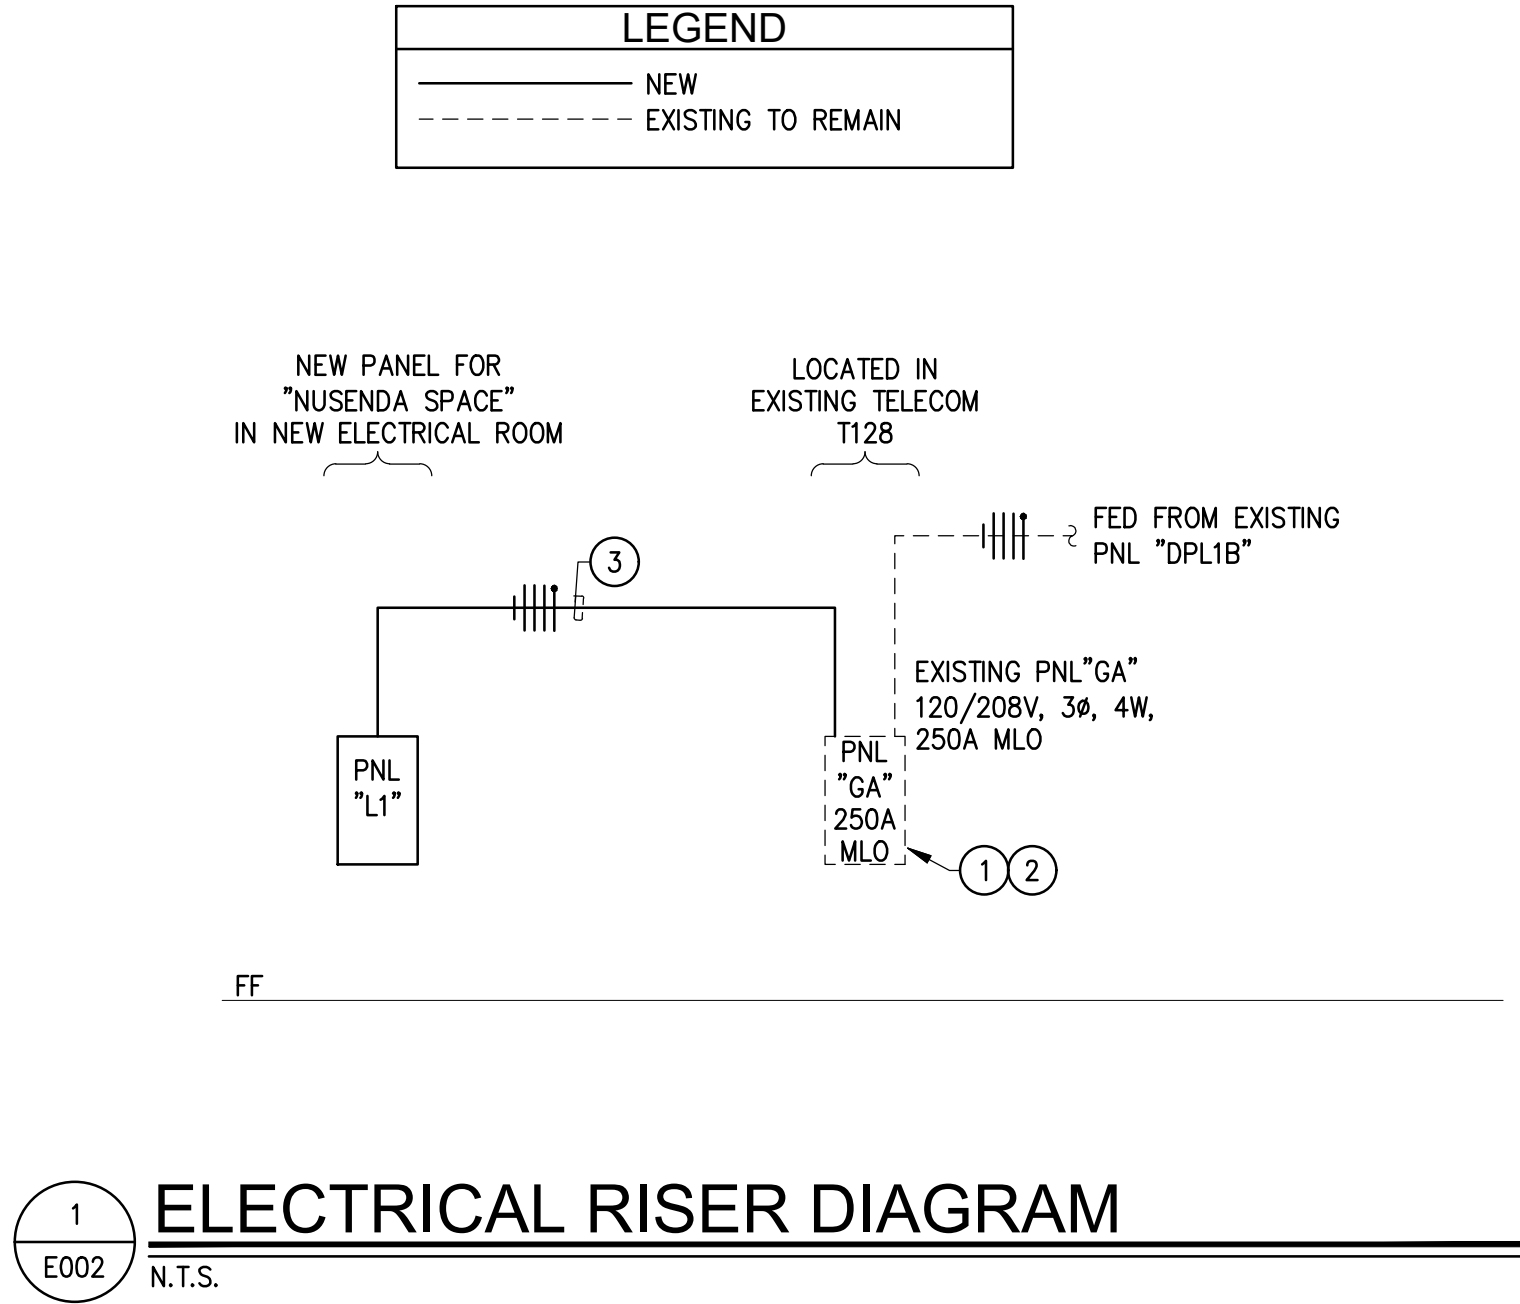 LEGEND
NEW
EXISTING TO REMAIN
NEW PANEL FOR
"NUSENDA SPACE"
IN NEW ELECTRICAL ROOM
LOCATED IN
EXISTING TELECOM
T128
FED FROM EXISTING
PNL "DPL1B"
3
EXISTING PNL"GA"
120/208V, 3ø, 4W,
250A MLO
PNL
"L1"
PNL
"GA"
250A
MLO
1 2
FF
1
E002
ELECTRICAL RISER DIAGRAM
N.T.S.